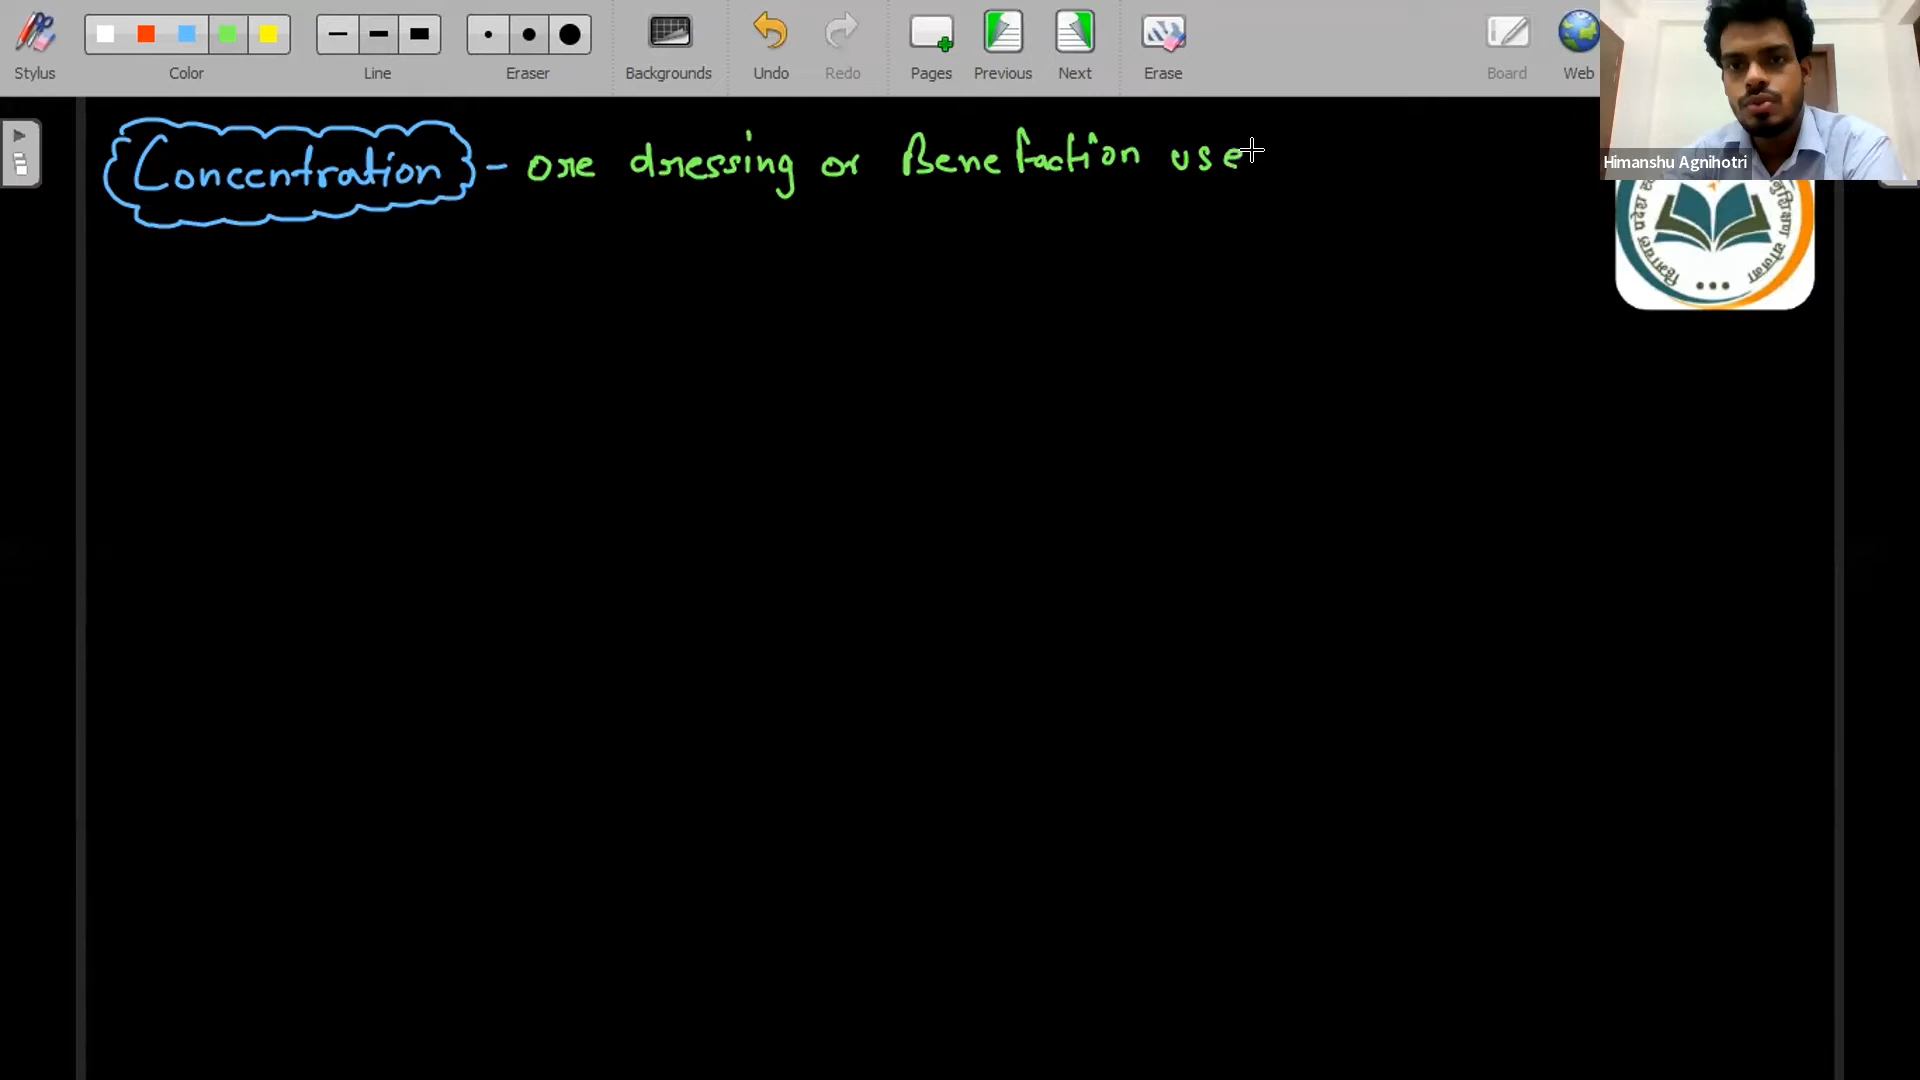 Stylus Color Line Eraser Backgrounds Undo Redo Pages Previous Next Erase Board Web
Himanshu Agnihotri
Concentration - ore dressing or Benefaction use